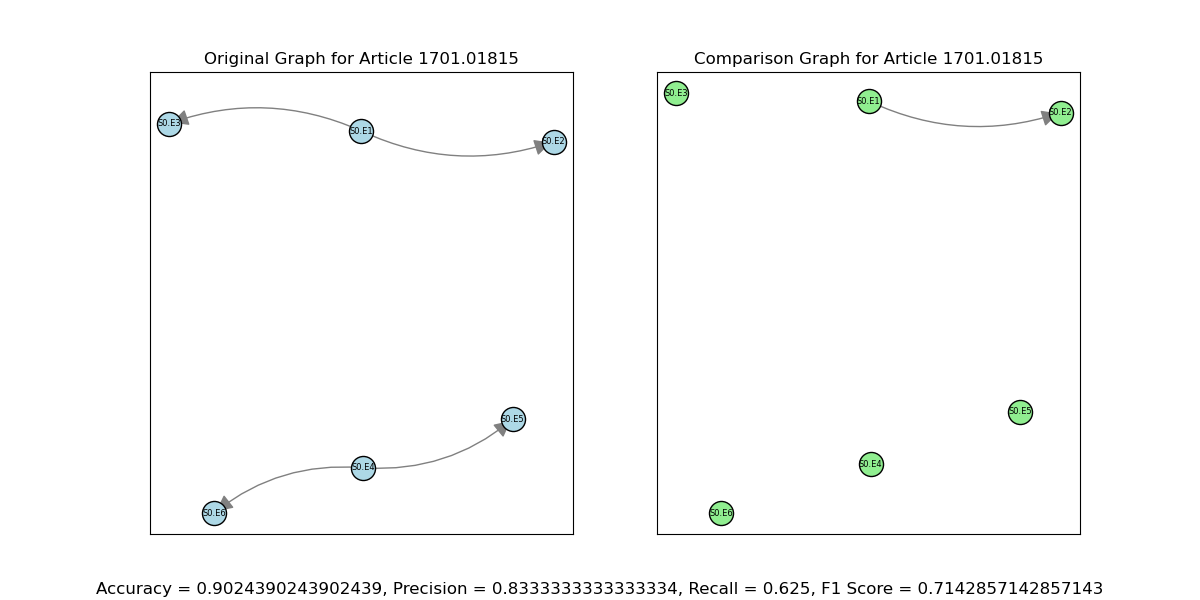 Original Graph for Article 1701.01815
Comparison Graph for Article 1701.01815
S0.E3
S0.E1
S0.E2
S0.E5
S0.E4
S0.E6
S0.E3
S0.E1
S0.E2
S0.E5
S0.E4
S0.E6
Accuracy = 0.9024390243902439, Precision = 0.8333333333333334, Recall = 0.625, F1 Score = 0.7142857142857143